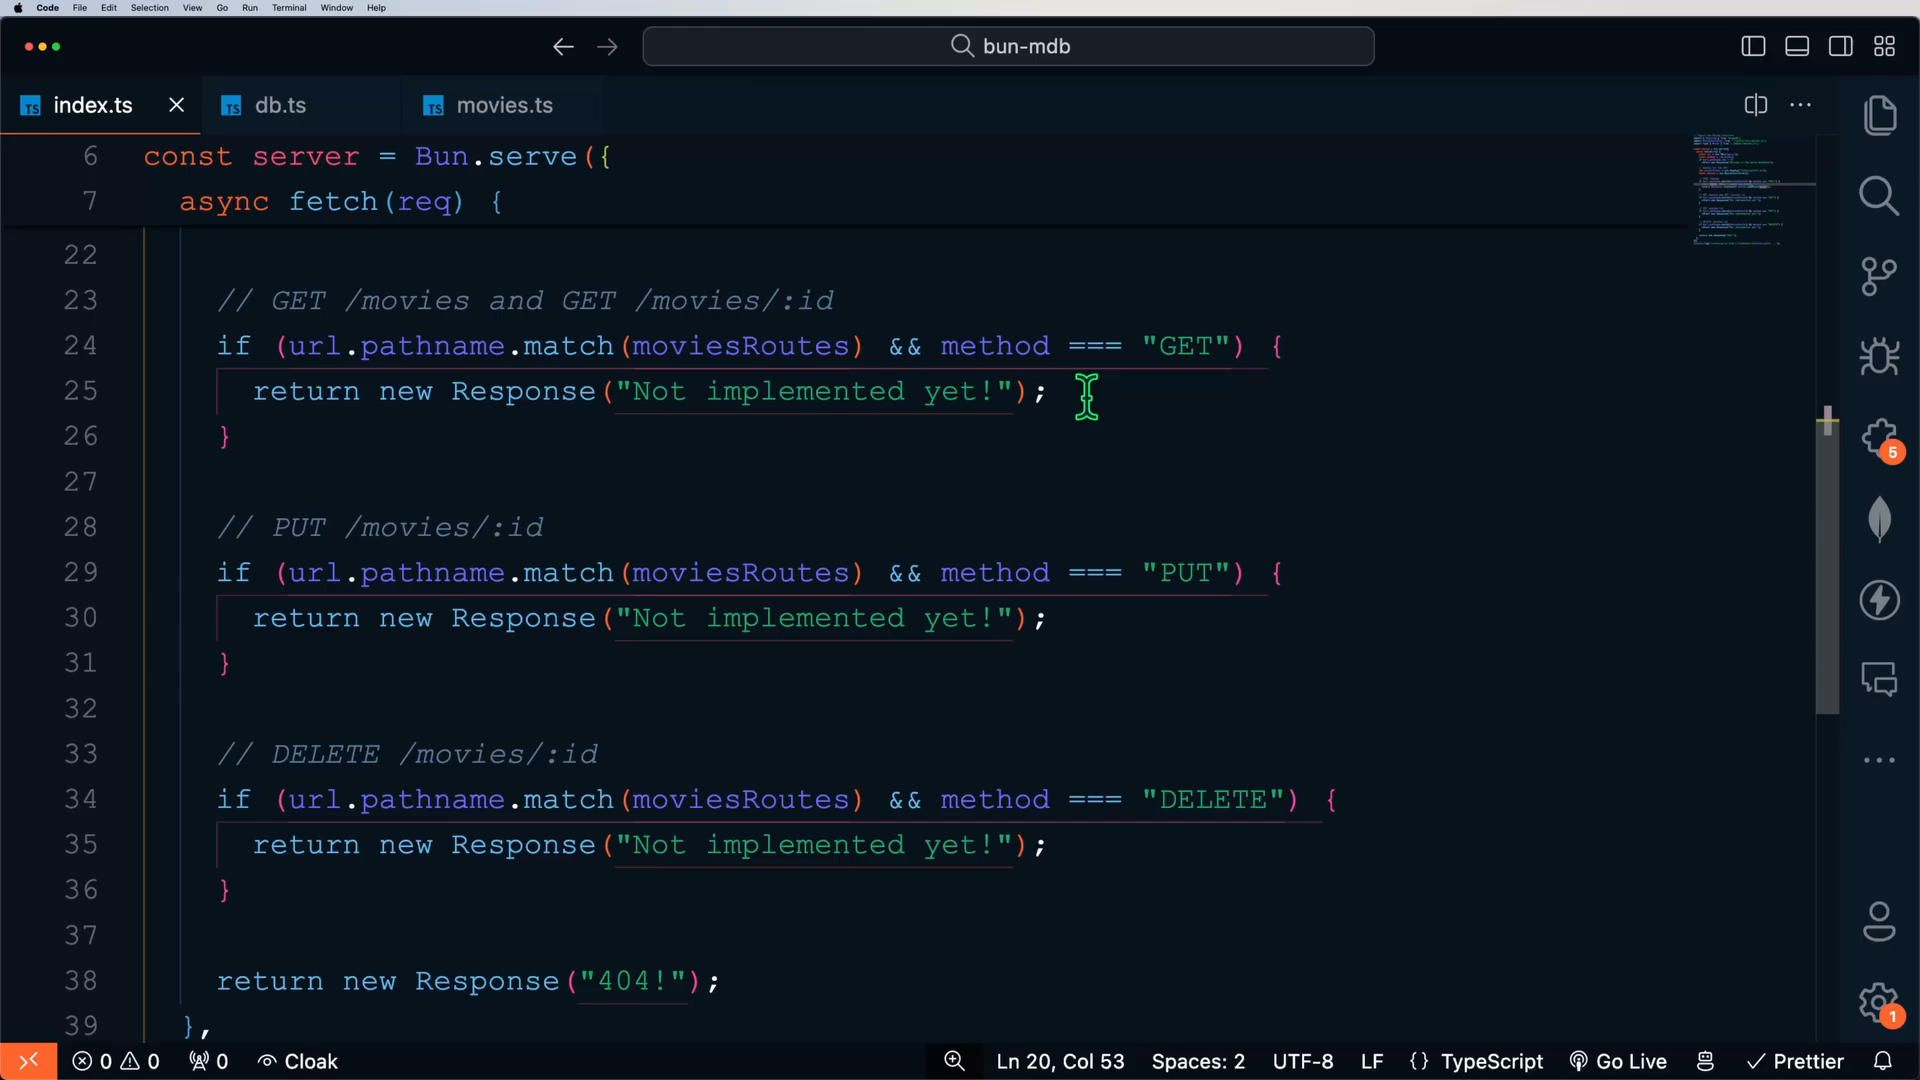 Code File Edit Selection View Go Run Terminal Window Help
bun-mdb
TS index.ts TS db.ts TS movies.ts
6 const server = Bun.serve({
7 async fetch(req) {
22
23 // GET /movies and GET /movies/:id
24 if (url.pathname.match(moviesRoutes) && method === "GET") {
25 return new Response("Not implemented yet!");
26 }
27
28 // PUT /movies/:id
29 if (url.pathname.match(moviesRoutes) && method === "PUT") {
30 return new Response("Not implemented yet!");
31 }
32
33 // DELETE /movies/:id
34 if (url.pathname.match(moviesRoutes) && method === "DELETE") {
35 return new Response("Not implemented yet!");
36 }
37
38 return new Response("404!");
39 },
5
1
0 0 0 Cloak Ln 20, Col 53 Spaces: 2 UTF-8 LF {} TypeScript Go Live Prettier